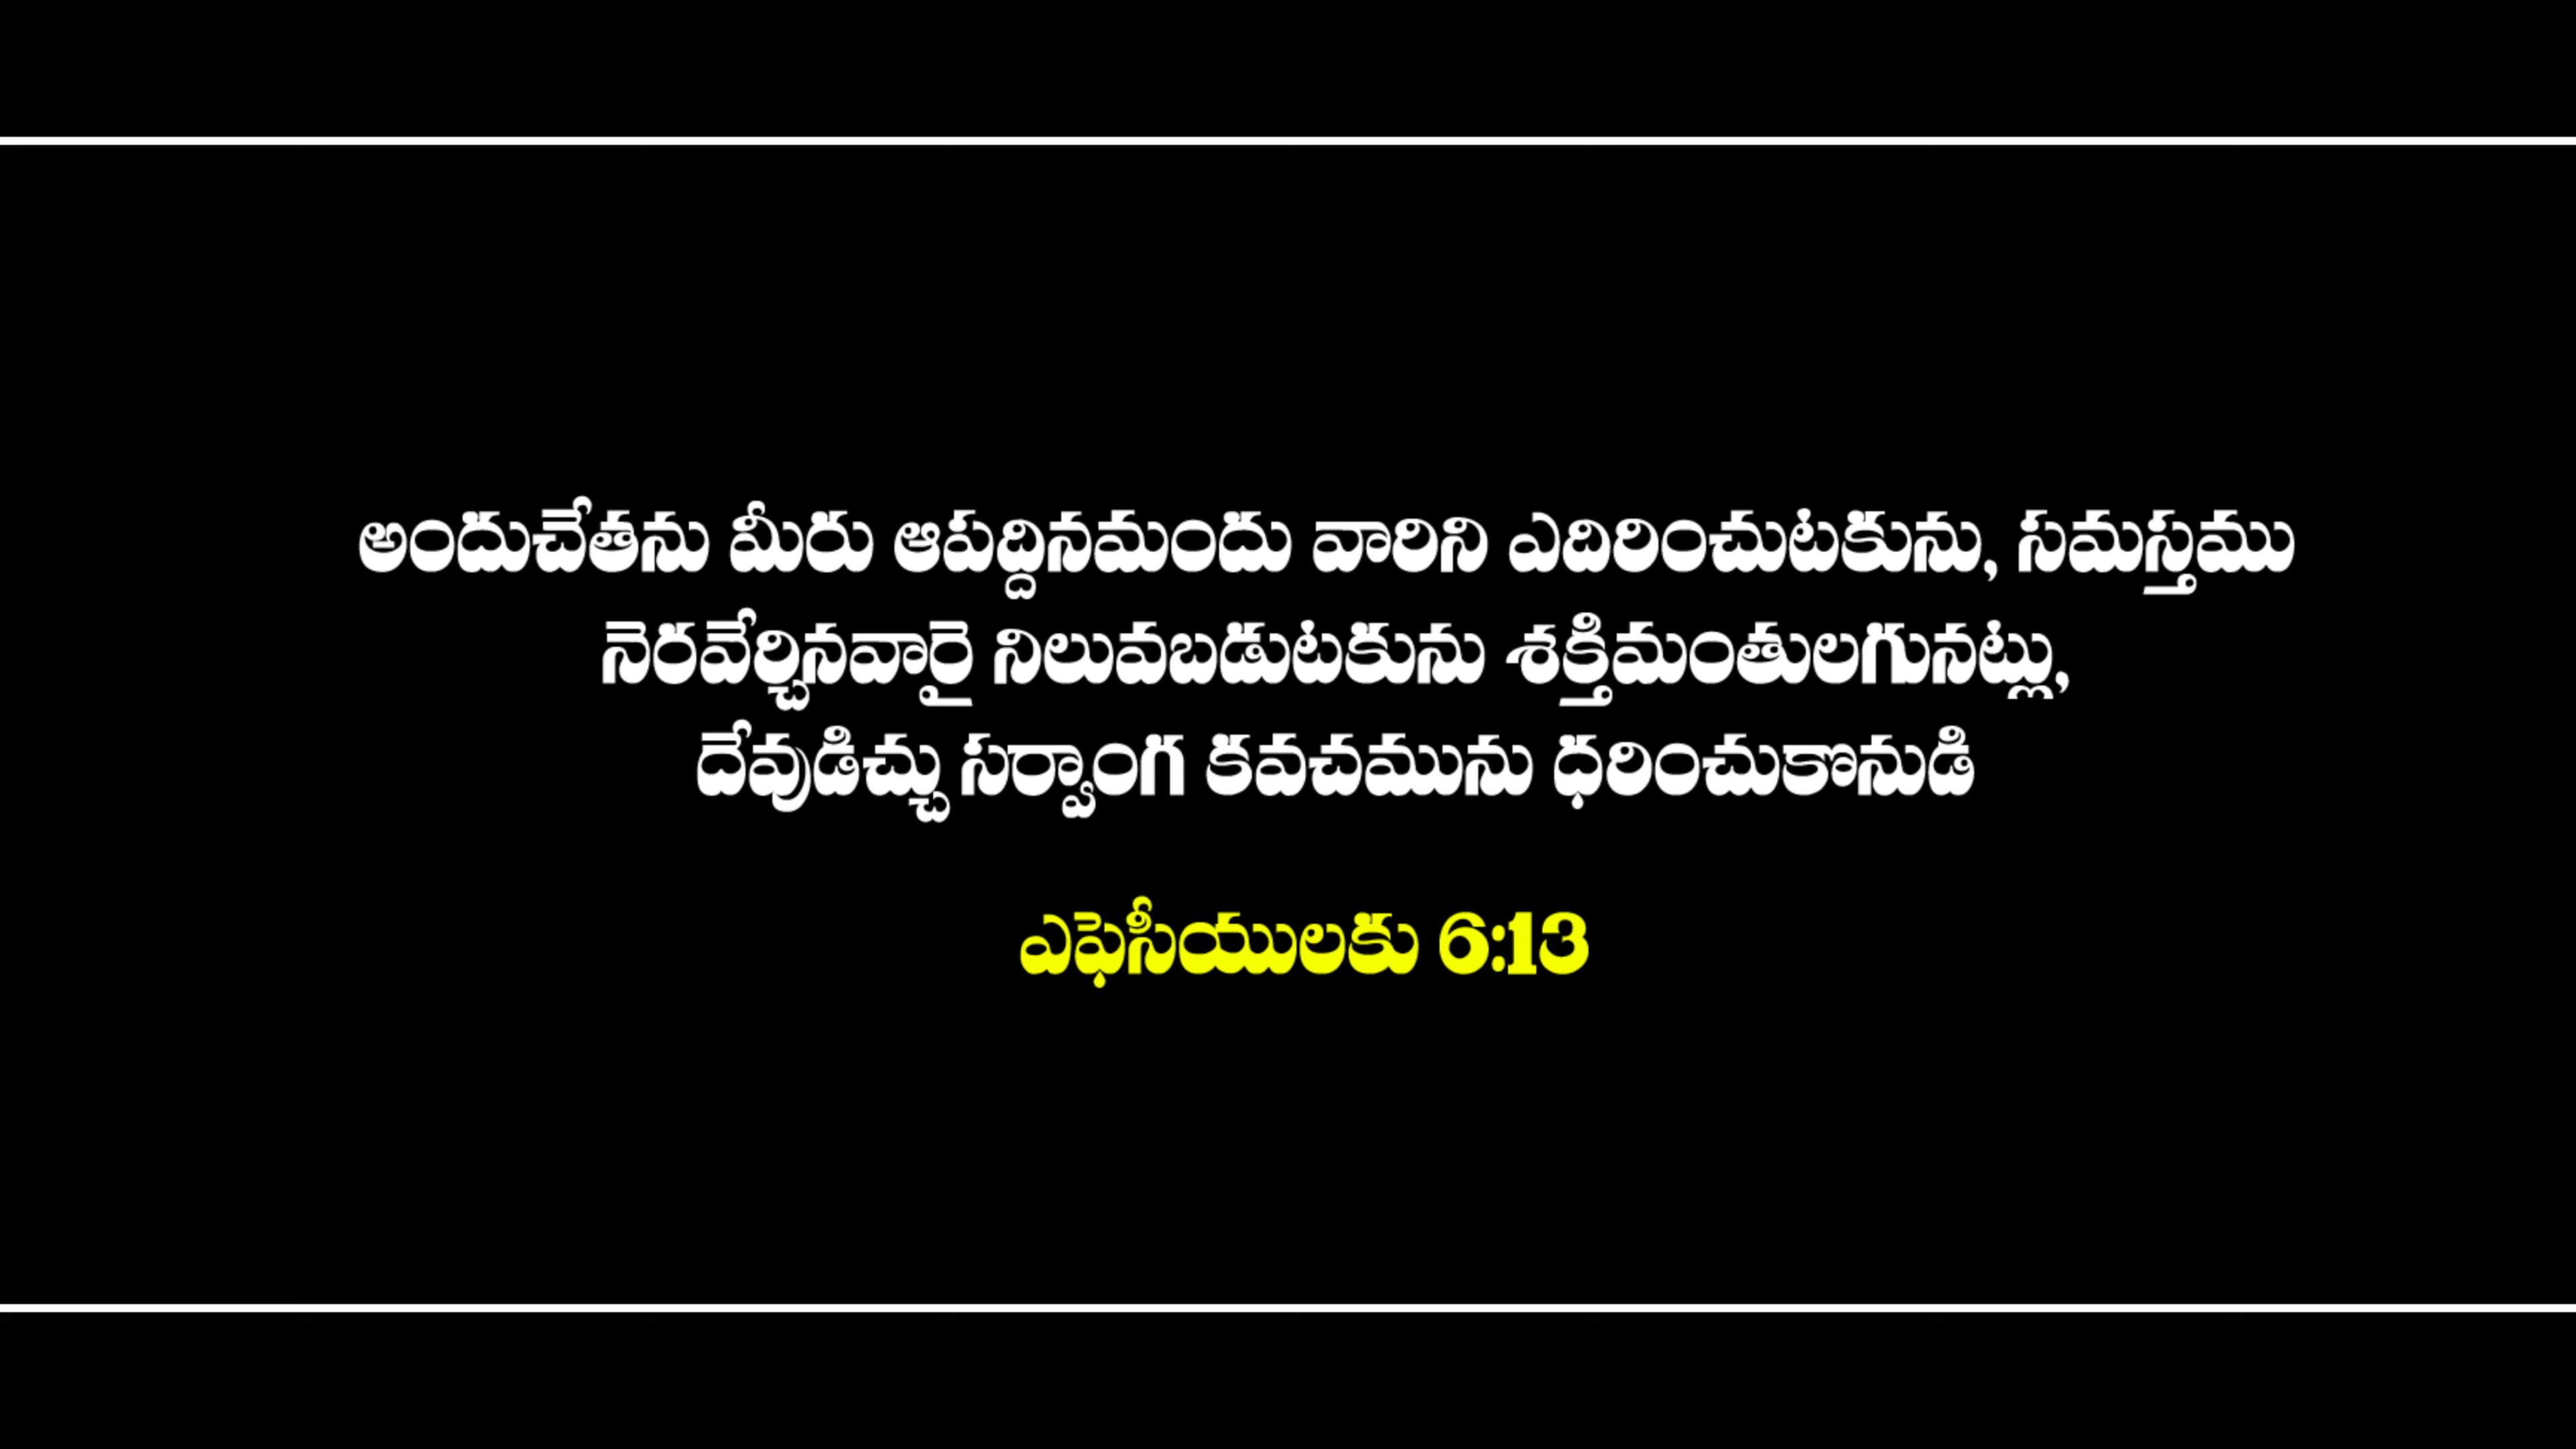 అందుచేతను మీరు ఆపద్దినమందు వారిని ఎదిరించుటకును, సమస్తము
నెరవేర్చినవారై నిలువబడుటకును శక్తిమంతులగునట్లు,
దేవుడిచ్చు సర్వాంగ కవచమును ధరించుకొనుడి
ఎఫెసీయులకు 6:13